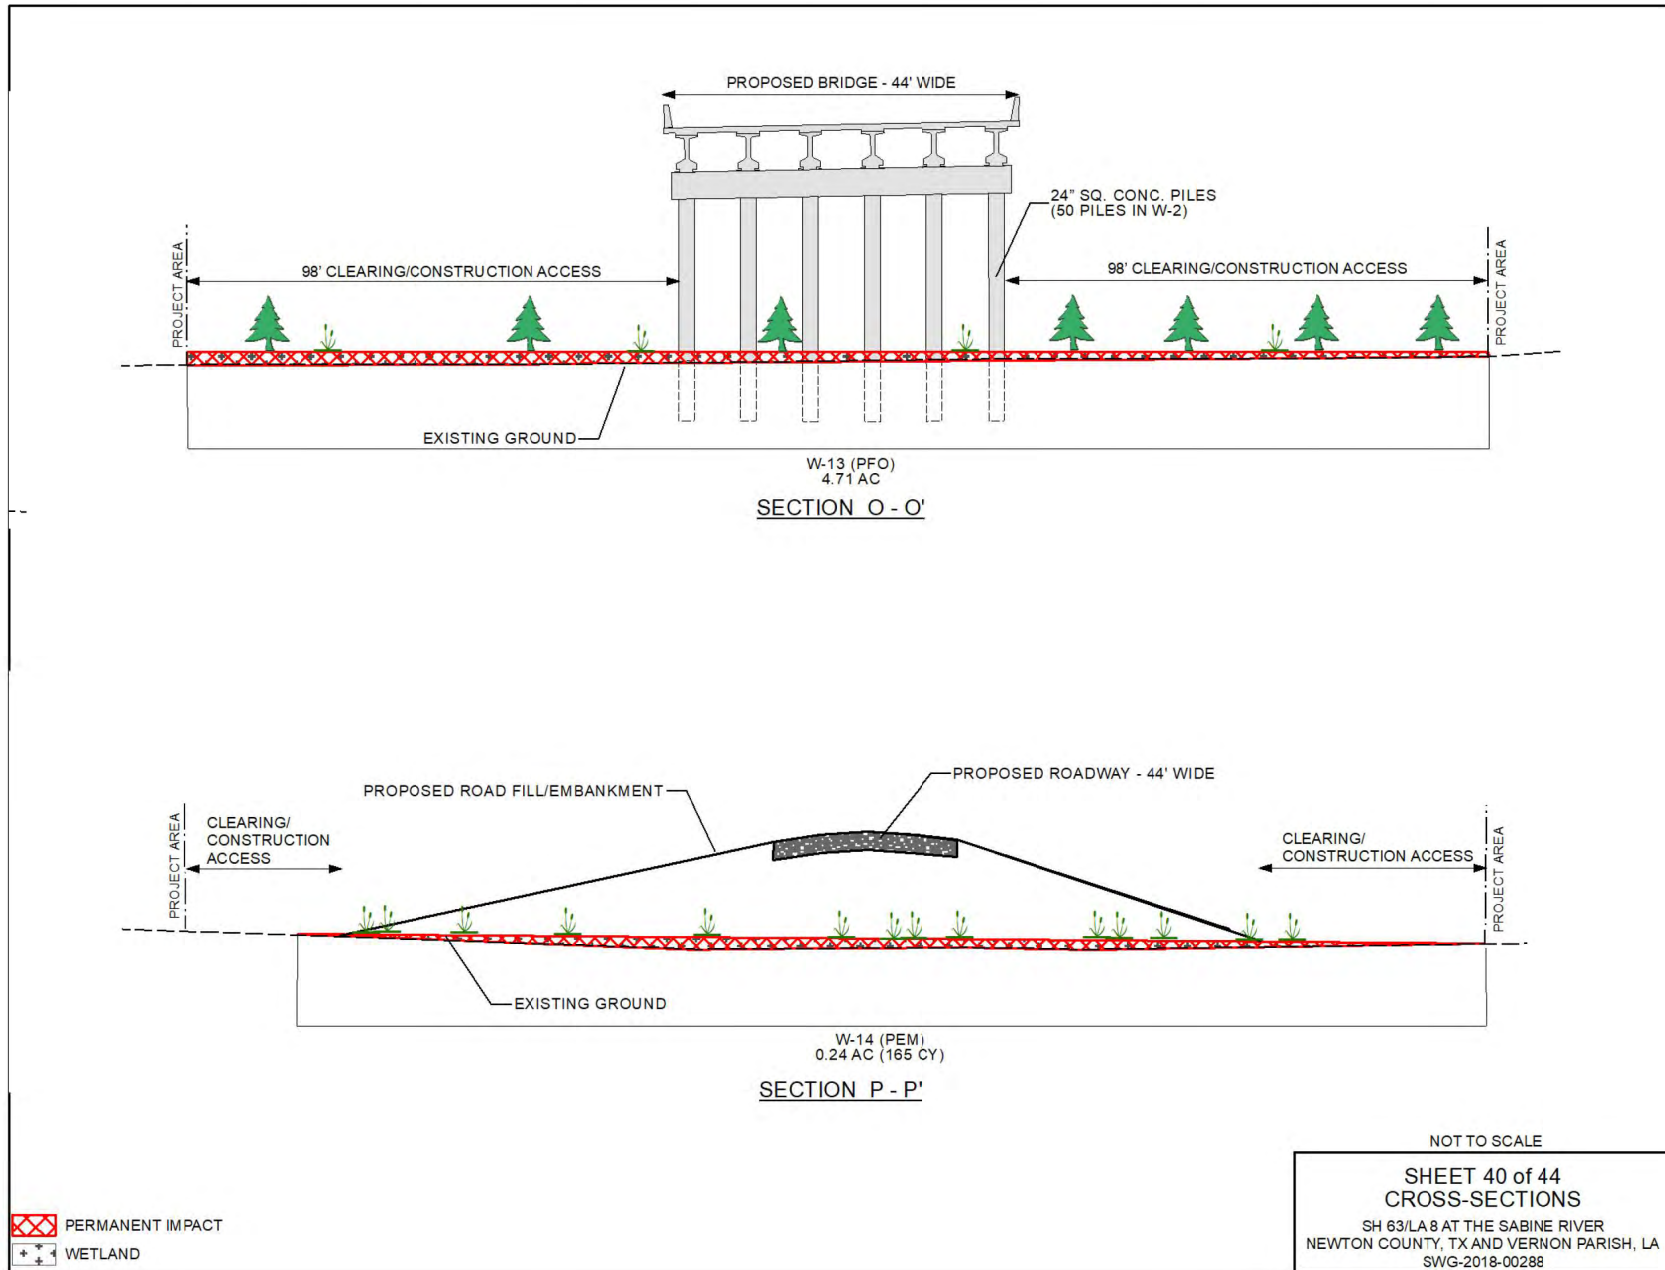 PROPOSED BRIDGE - 44' WIDE
24" SQ. CONC. PILES
(50 PILES IN W-2)
PROJECT AREA
98' CLEARING/CONSTRUCTION ACCESS
98' CLEARING/CONSTRUCTION ACCESS
PROJECT AREA
EXISTING GROUND
W-13 (PFO)
4.71 AC
SECTION O - O'
PROPOSED ROADWAY - 44' WIDE
PROPOSED ROAD FILL/EMBANKMENT
PROJECT AREA
CLEARING/
CONSTRUCTION
ACCESS
CLEARING/
CONSTRUCTION ACCESS
PROJECT AREA
EXISTING GROUND
W-14 (PEM)
0.24 AC (165 CY)
SECTION P - P'
NOT TO SCALE
SHEET 40 of 44
CROSS-SECTIONS
SH 63/LA 8 AT THE SABINE RIVER
NEWTON COUNTY, TX AND VERNON PARISH, LA
SWG-2018-00288
PERMANENT IMPACT
WETLAND